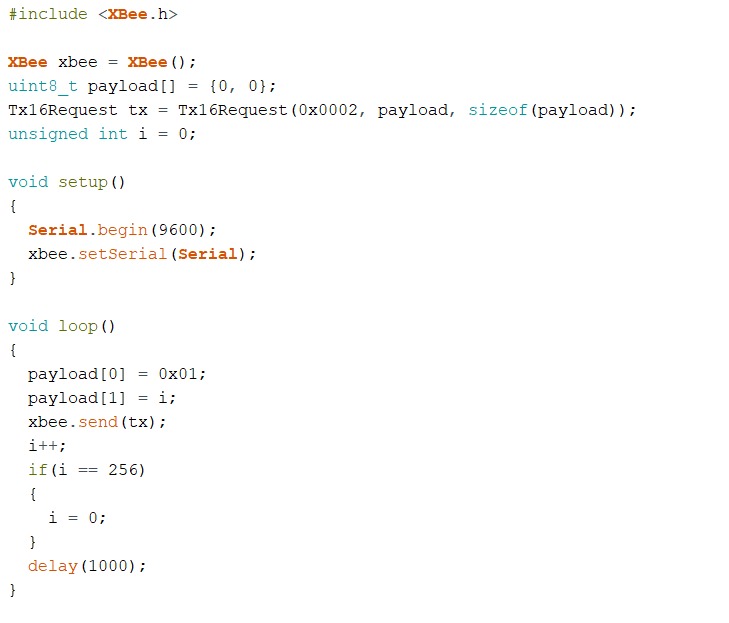 #include <XBee.h>
XBee xbee = XBee();
uint8_t payload[] = {0, 0};
Tx16Request tx = Tx16Request(0x0002, payload, sizeof(payload));
unsigned int i = 0;
void setup()
{
Serial.begin(9600);
xbee.setSerial(Serial);
}
void loop()
{
payload[0] = 0x01;
payload[1] = i;
xbee.send(tx);
i++;
if(i == 256)
{
i = 0;
}
delay(1000);
}